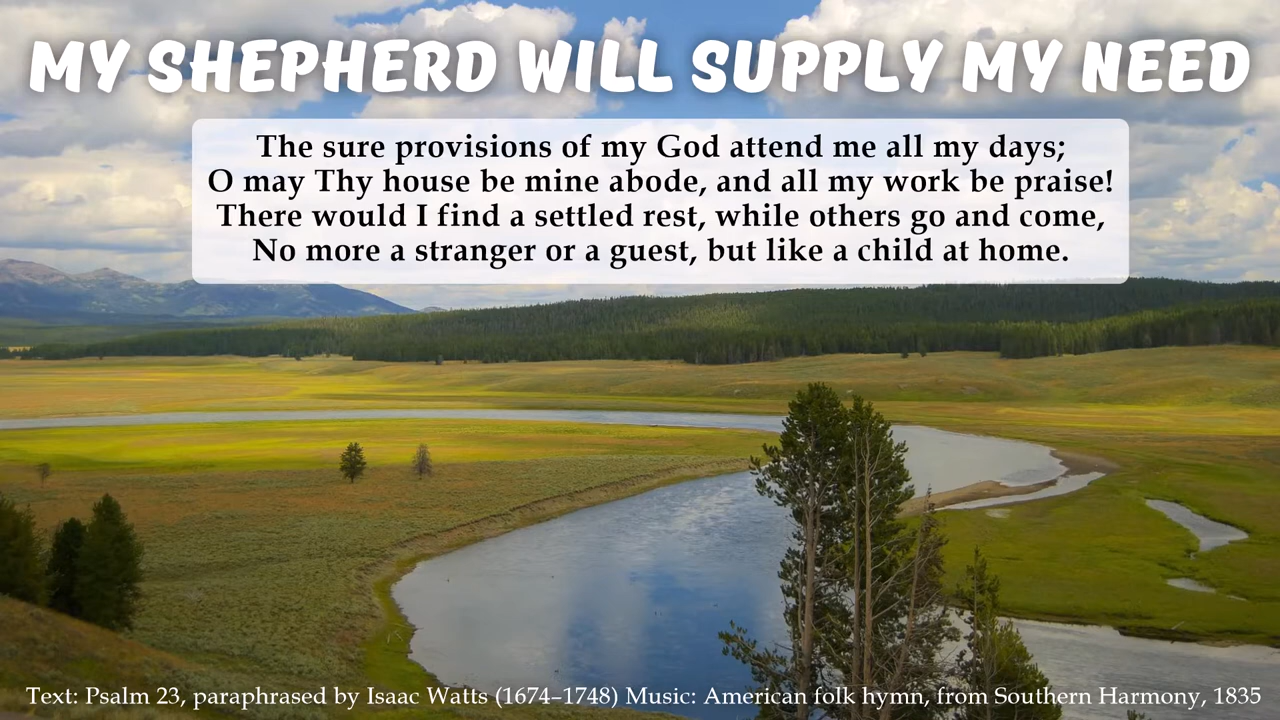 MY SHEPHERD WILL SUPPLY MY NEED
The sure provisions of my God attend me all my days;
O may Thy house be mine abode, and all my work be praise!
There would I find a settled rest, while others go and come,
No more a stranger or a guest, but like a child at home.
Text: Psalm 23, paraphrased by Isaac Watts (1674–1748) Music: American folk hymn, from Southern Harmony, 1835